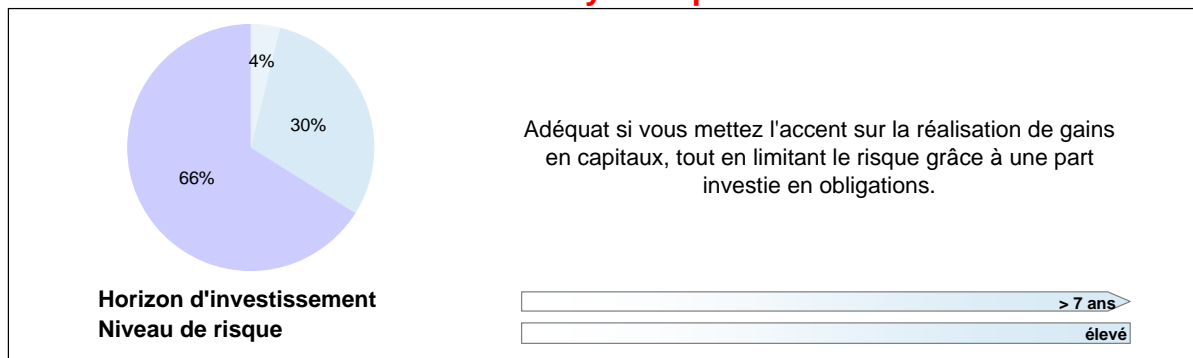 4%
30%
66%
Adéquat si vous mettez l'accent sur la réalisation de gains
en capitaux, tout en limitant le risque grâce à une part
investie en obligations.
Horizon d'investissement
> 7 ans
Niveau de risque
élevé